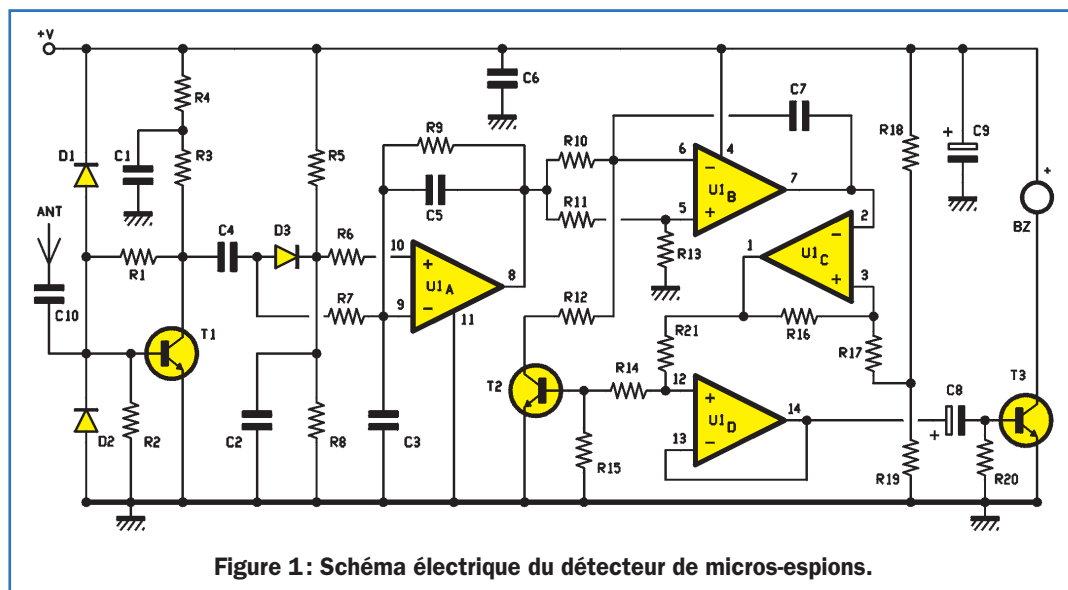 +V
R4
D1
C1
R3
ANT
C10
R1
T1
D2
R2
C4
D3
R5
R6
R7
C2
R8
R9
C5
10
+
9
-
U1A
8
11
C3
C6
R10
R11
R12
R13
6
-
5
+
U1B
4
7
C7
1
U1C
2
-
3
+
R16
R17
R21
T2
R14
R15
12
+
13
-
U1D
14
R18
R19
C9
+
C8
+
R20
T3
BZ
+
Figure 1: Schéma électrique du détecteur de micros-espions.